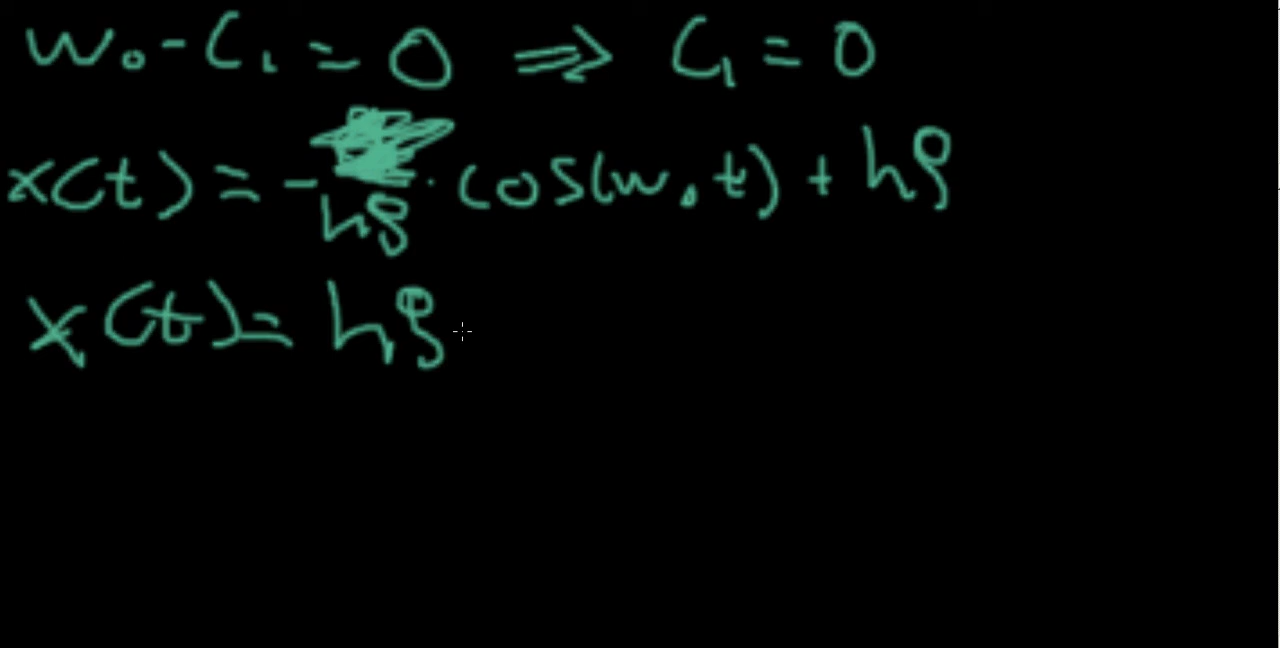 w₀ - C₁ = 0 ⇒ C₁ = 0
x(t) = - hg · cos(w₀t) + hg
x(t) = hg